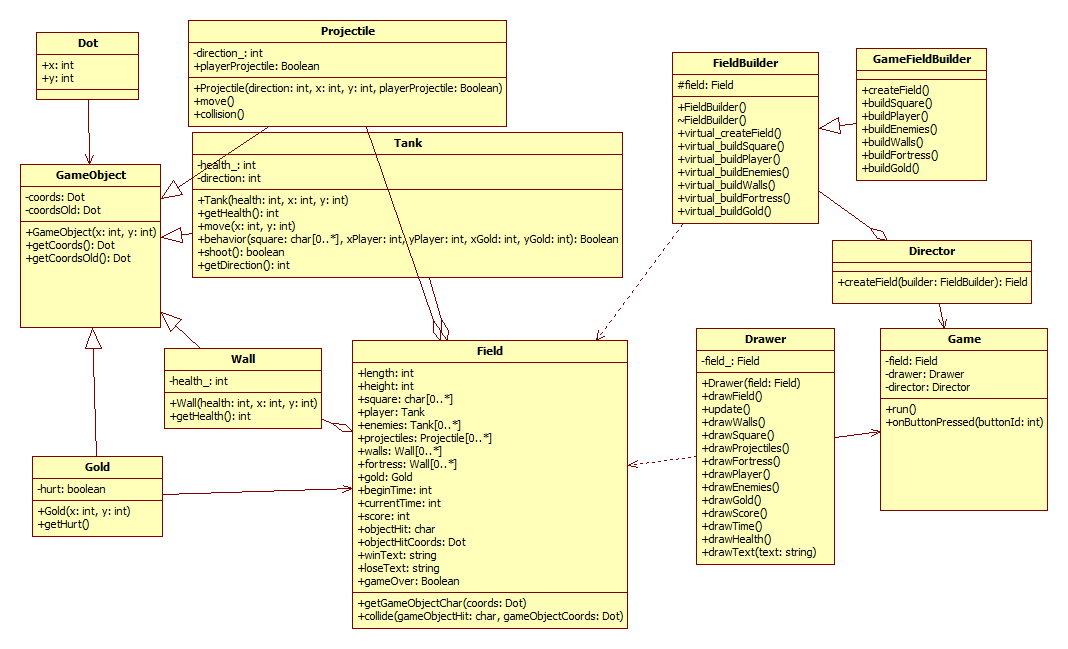 Dot
+x: int
+y: int
Projectile
-direction_: int
+playerProjectile: Boolean
+Projectile(direction: int, x: int, y: int, playerProjectile: Boolean)
+move()
+collision()
FieldBuilder
#field: Field
+FieldBuilder()
~FieldBuilder()
+virtual_createField()
+virtual_buildSquare()
+virtual_buildPlayer()
+virtual_buildEnemies()
+virtual_buildWalls()
+virtual_buildFortress()
+virtual_buildGold()
GameFieldBuilder
+createField()
+buildSquare()
+buildPlayer()
+buildEnemies()
+buildWalls()
+buildFortress()
+buildGold()
Tank
-health_: int
-direction: int
+Tank(health: int, x: int, y: int)
+getHealth(): int
+move(x: int, y: int)
+behavior(square: char[0..*], xPlayer: int, yPlayer: int, xGold: int, yGold: int): Boolean
+shoot(): boolean
+getDirection(): int
GameObject
-coords: Dot
-coordsOld: Dot
+GameObject(x: int, y: int)
+getCoords(): Dot
+getCoordsOld(): Dot
Director
+createField(builder: FieldBuilder): Field
Wall
-health_: int
+Wall(health: int, x: int, y: int)
+getHealth(): int
Field
+length: int
+height: int
+square: char[0..*]
+player: Tank
+enemies: Tank[0..*]
+projectiles: Projectile[0..*]
+walls: Wall[0..*]
+fortress: Wall[0..*]
+gold: Gold
+beginTime: int
+currentTime: int
+score: int
+objectHit: char
+objectHitCoords: Dot
+winText: string
+loseText: string
+gameOver: Boolean
+getGameObjectChar(coords: Dot)
+collide(gameObjectHit: char, gameObjectCoords: Dot)
Drawer
-field_: Field
+Drawer(field: Field)
+drawField()
+update()
+drawWalls()
+drawSquare()
+drawProjectiles()
+drawFortress()
+drawPlayer()
+drawEnemies()
+drawGold()
+drawScore()
+drawTime()
+drawHealth()
+drawText(text: string)
Game
-field: Field
-drawer: Drawer
-director: Director
+run()
+onButtonPressed(buttonId: int)
Gold
-hurt: boolean
+Gold(x: int, y: int)
+getHurt()